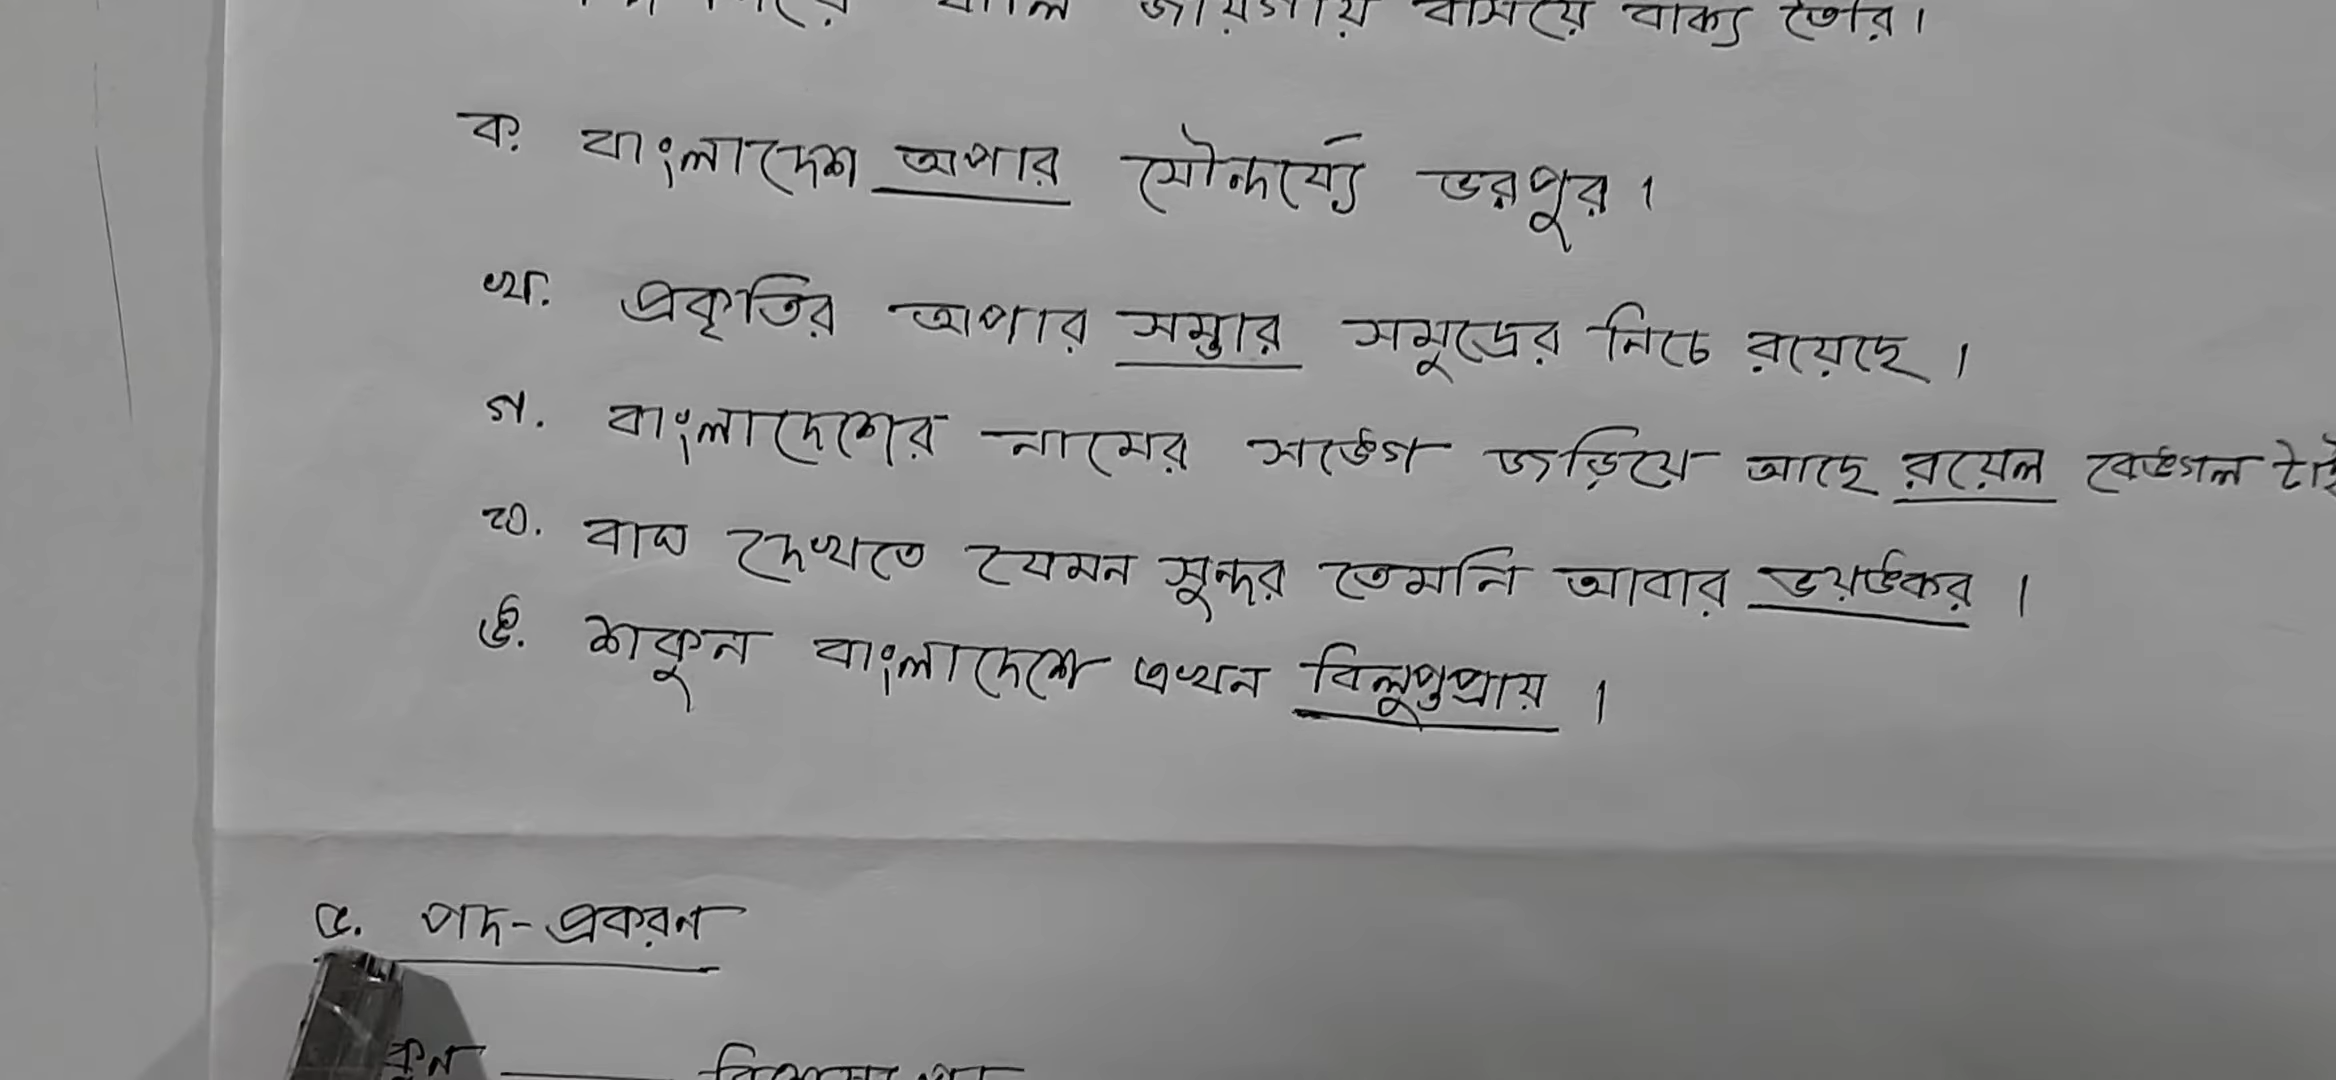 জায়গায় বসিয়ে বাক্য তৈরি।
ক. বাংলাদেশ অপার সৌন্দর্য্যে ভরপুর।
খ. প্রকৃতির অপার সম্ভার সমুদ্রের নিচে রয়েছে।
গ. বাংলাদেশের নামের সঙ্গে জড়িয়ে আছে রয়েল বেঙ্গল
ঘ. বাঘ দেখতে যেমন সুন্দর তেমনি আবার ভয়ঙ্কর।
ঙ. শকুন বাংলাদেশে এখন বিলুপ্তপ্রায়।
৫. পদ-প্রকরণ